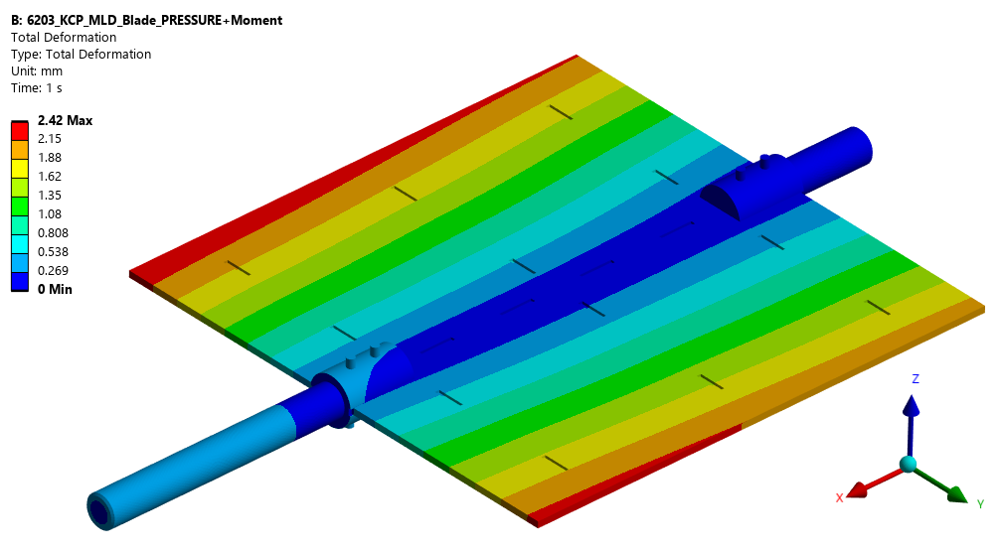 B: 6203_KCP_MLD_Blade_PRESSURE+Moment
Total Deformation
Type: Total Deformation
Unit: mm
Time: 1 s
2.42 Max
2.15
1.88
1.62
1.35
1.08
0.808
0.538
0.269
0 Min
Z
X
Y